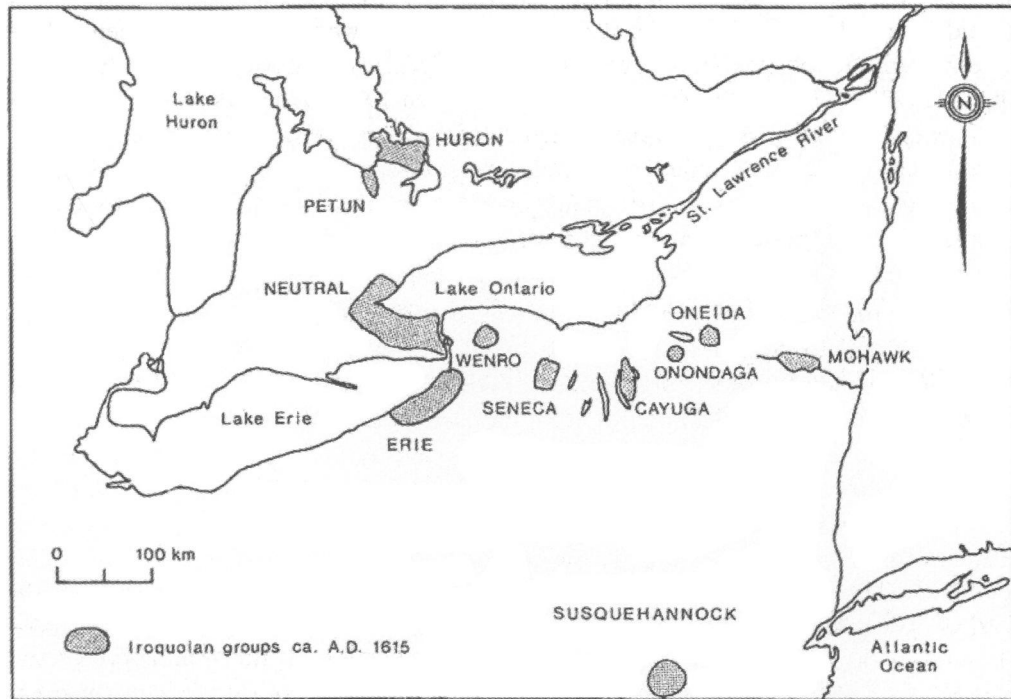 Lake
Huron
HURON
N
PETUN
St. Lawrence River
NEUTRAL
Lake Ontario
ONEIDA
WENRO
ONONDAGA
MOHAWK
SENECA
CAYUGA
Lake Erie
ERIE
0 100 km
SUSQUEHANNOCK
Iroquoian groups ca. A.D. 1615
Atlantic
Ocean